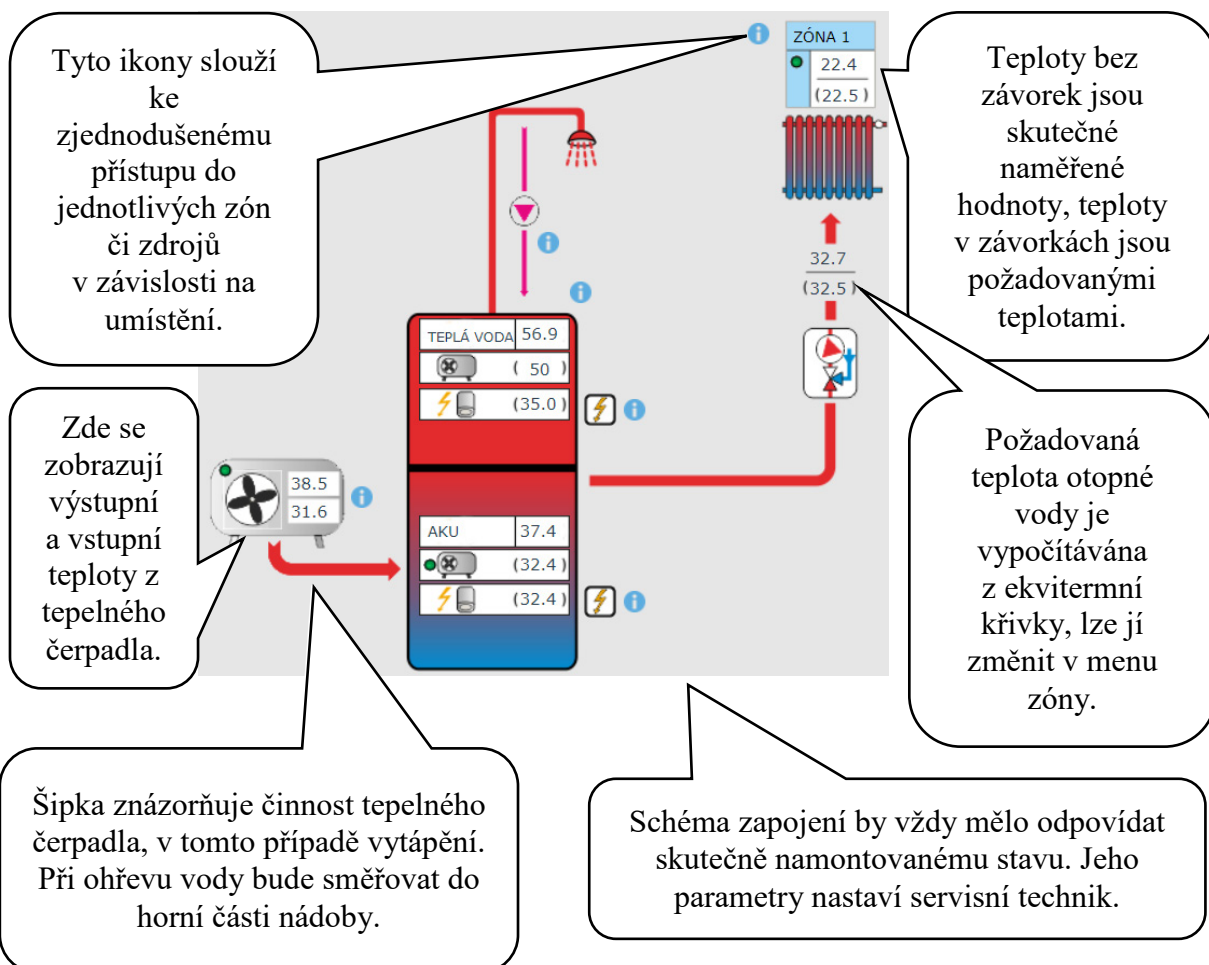 Tyto ikony slouží
ke
zjednodušenému
přístupu do
jednotlivých zón
či zdrojů
v závislosti na
umístění.
ZÓNA 1
22.4
(22.5)
Teploty bez
závorek jsou
skutečné
naměřené
hodnoty, teploty
v závorkách jsou
požadovanými
teplotami.
32.7
(32.5)
TEPLÁ VODA 56.9
( 50 )
(35.0)
Zde se
zobrazují
výstupní
a vstupní
teploty z
tepelného
čerpadla.
38.5
31.6
AKU 37.4
(32.4)
(32.4)
Požadovaná
teplota otopné
vody je
vypočítávána
z ekvitermní
křivky, lze jí
změnit v menu
zóny.
Šipka znázorňuje činnost tepelného
čerpadla, v tomto případě vytápění.
Při ohřevu vody bude směřovat do
horní části nádoby.
Schéma zapojení by vždy mělo odpovídat
skutečně namontovanému stavu. Jeho
parametry nastaví servisní technik.